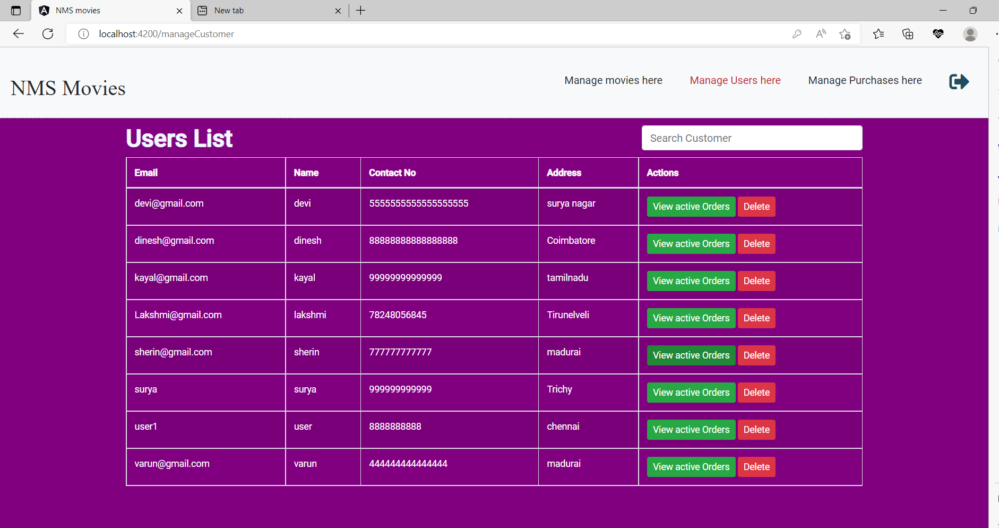 NMS movies
New tab
localhost:4200/manageCustomer
NMS Movies
Manage movies here Manage Users here Manage Purchases here
Users List
Search Customer
Email Name Contact No Address Actions
devi@gmail.com devi 5555555555555555555 surya nagar View active Orders Delete
dinesh@gmail.com dinesh 88888888888888888 Coimbatore View active Orders Delete
kayal@gmail.com kayal 99999999999999 tamilnadu View active Orders Delete
Lakshmi@gmail.com lakshmi 78248056845 Tirunelveli View active Orders Delete
sherin@gmail.com sherin 777777777777 madurai View active Orders Delete
surya surya 999999999999 Trichy View active Orders Delete
user1 user 8888888888 chennai View active Orders Delete
varun@gmail.com varun 444444444444444 madurai View active Orders Delete